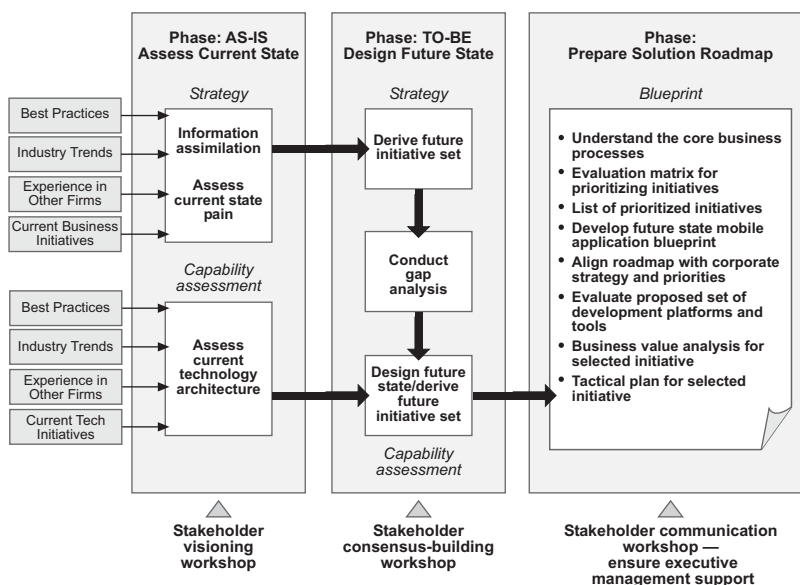 Phase: AS-IS
Assess Current State
Phase: TO-BE
Design Future State
Phase:
Prepare Solution Roadmap
Strategy
Strategy
Blueprint
Best Practices
Industry Trends
Experience in
Other Firms
Current Business
Initiatives
Information
assimilation
Assess
current state
pain
Derive future
initiative set
Conduct
gap
analysis
Capability
assessment
Best Practices
Industry Trends
Experience in
Other Firms
Current Tech
Initiatives
Assess
current
technology
architecture
Design future
state/derive
future
initiative set
Capability
assessment
• Understand the core business
processes
• Evaluation matrix for
prioritizing initiatives
• List of prioritized initiatives
• Develop future state mobile
application blueprint
• Align roadmap with corporate
strategy and priorities
• Evaluate proposed set of
development platforms and
tools
• Business value analysis for
selected initiative
• Tactical plan for selected
initiative
Stakeholder
visioning
workshop
Stakeholder
consensus-building
workshop
Stakeholder communication
workshop —
ensure executive
management support